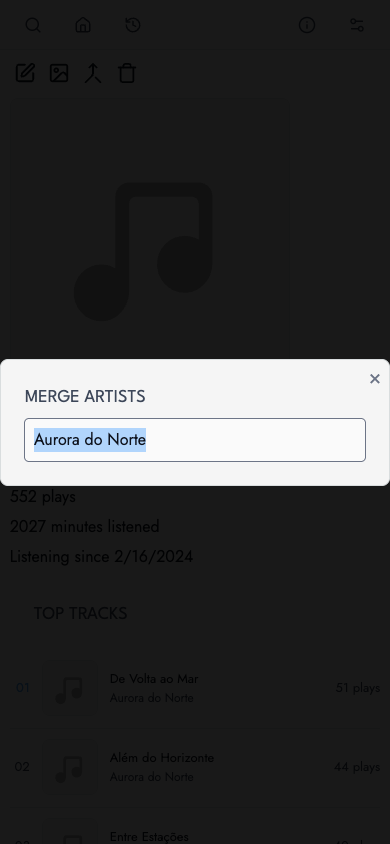 MERGE ARTISTS
Aurora do Norte
552 plays
2027 minutes listened
Listening since 2/16/2024
TOP TRACKS
01 De Volta ao Mar 51 plays
Aurora do Norte
02 Além do Horizonte 44 plays
Aurora do Norte
Entre Estações